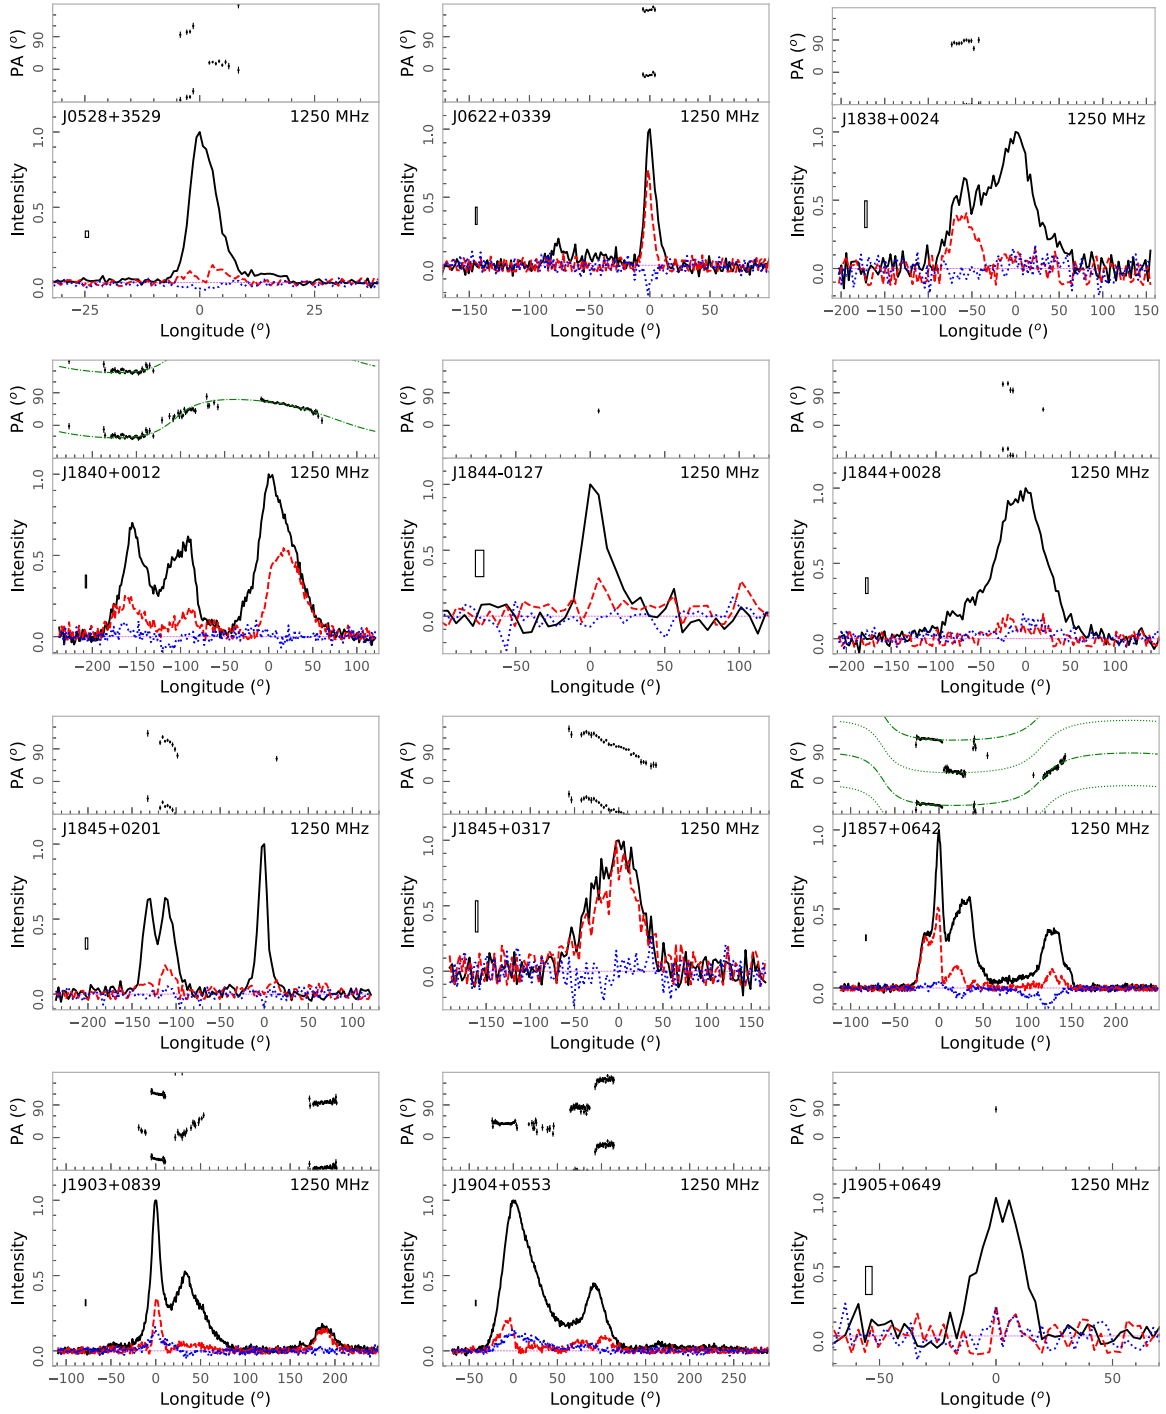 PA (°) 90 0 PA (°) 90 0 PA (°) 90 0
J0528+3529 1250 MHz J0622+0339 1250 MHz J1838+0024 1250 MHz
Intensity 1.0 0.5 0.0 Intensity 1.0 0.5 0.0 Intensity 1.0 0.5 0.0
−25 0 25 −150 −100 −50 0 50 −200 −150 −100 −50 0 50 100 150
Longitude (°) Longitude (°) Longitude (°)
PA (°) 90 0 PA (°) 90 0 PA (°) 90 0
J1840+0012 1250 MHz J1844-0127 1250 MHz J1844+0028 1250 MHz
Intensity 1.0 0.5 0.0 Intensity 1.0 0.5 0.0 Intensity 1.0 0.5 0.0
−200 −150 −100 −50 0 50 100 −50 0 50 100 −200 −150 −100 −50 0 50 100
Longitude (°) Longitude (°) Longitude (°)
PA (°) 90 0 PA (°) 90 0 PA (°) 90 0
J1845+0201 1250 MHz J1845+0317 1250 MHz J1857+0642 1250 MHz
Intensity 1.0 0.5 0.0 Intensity 1.0 0.5 0.0 Intensity 1.0 0.5 0.0
−200 −150 −100 −50 0 50 100 −150 −100 −50 0 50 100 150 −100 −50 0 50 100 150 200
Longitude (°) Longitude (°) Longitude (°)
PA (°) 90 0 PA (°) 90 0 PA (°) 90 0
J1903+0839 1250 MHz J1904+0553 1250 MHz J1905+0649 1250 MHz
Intensity 1.0 0.5 0.0 Intensity 1.0 0.5 0.0 Intensity 1.0 0.5 0.0
−100 −50 0 50 100 150 200 −50 0 50 100 150 200 250 −50 0 50
Longitude (°) Longitude (°) Longitude (°)